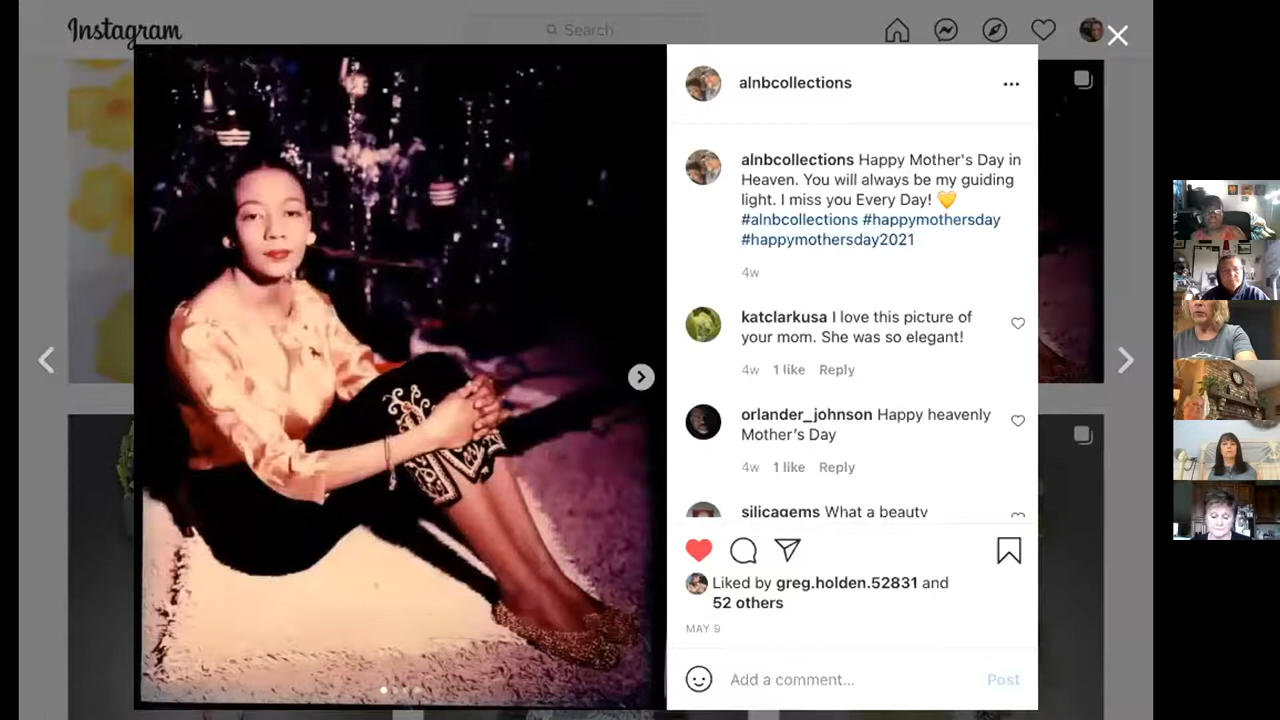 Instagram
Search
alnbcollections
alnbcollections Happy Mother's Day in
Heaven. You will always be my guiding
light. I miss you Every Day! 💛
#alnbcollections #happymothersday
#happymothersday2021
4w
katclarkusa I love this picture of
your mom. She was so elegant!
4w 1 like Reply
orlander_johnson Happy heavenly
Mother's Day
4w 1 like Reply
silicagems What a beauty
Liked by greg.holden.52831 and
52 others
MAY 9
Add a comment...
Post